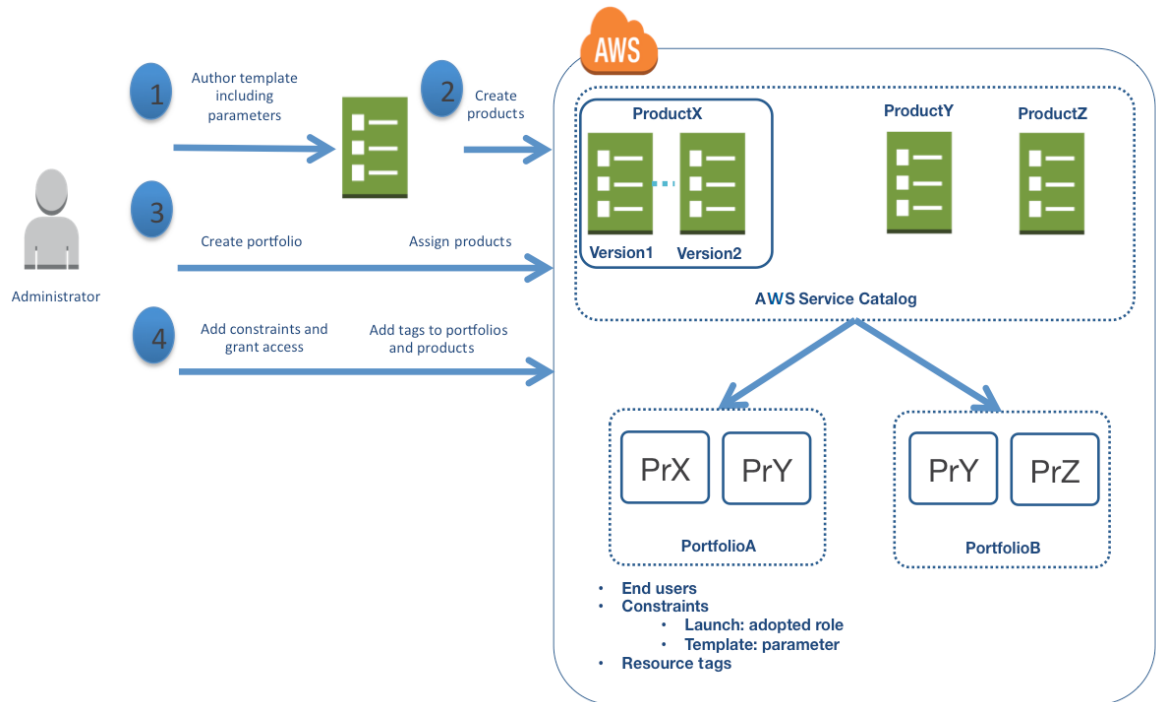 AWS
1
Author template
including
parameters
2
Create
products
ProductX
Version1
Version2
ProductY
ProductZ
AWS Service Catalog
Administrator
3
Create portfolio
Assign products
4
Add constraints and
grant access
Add tags to portfolios
and products
PrX
PrY
PortfolioA
PrY
PrZ
PortfolioB
• End users
• Constraints
• Launch: adopted role
• Template: parameter
• Resource tags